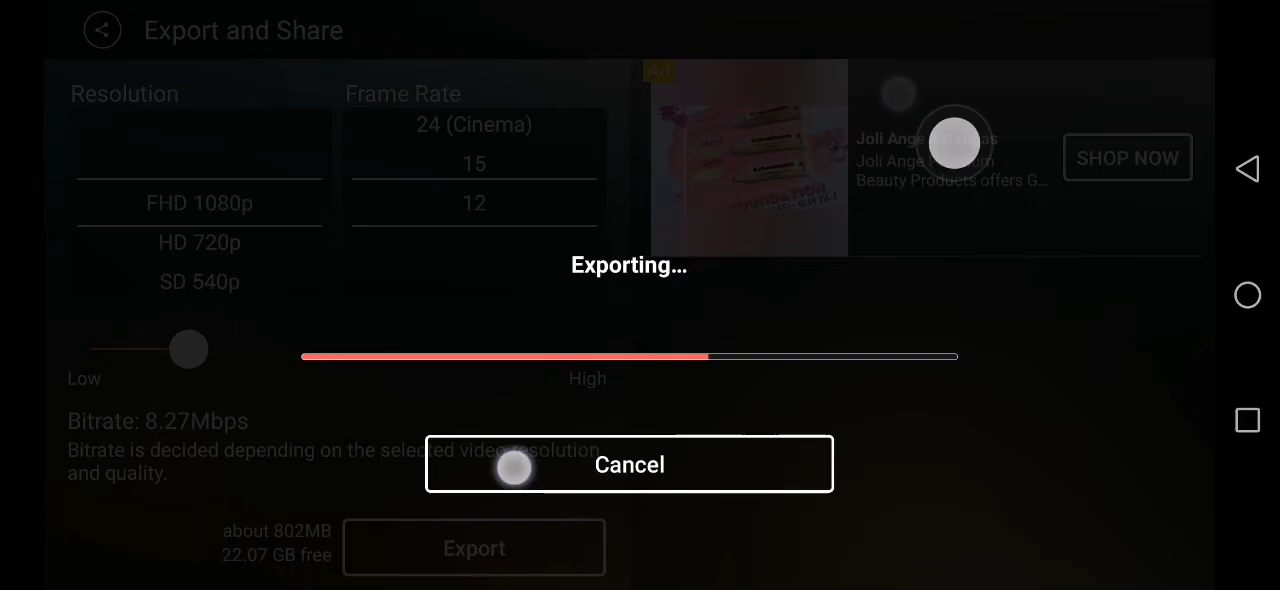 Export and Share
Resolution
Frame Rate
24 (Cinema)
15
12
FHD 1080p
HD 720p
SD 540p
Ad
Joli Ange
Joli Ange
Beauty Products offers G...
SHOP NOW
Exporting...
Low
High
Bitrate: 8.27Mbps
Bitrate is decided depending on the selected video resolution
and quality.
Cancel
about 802MB
22.07 GB free
Export
FOUNDATION